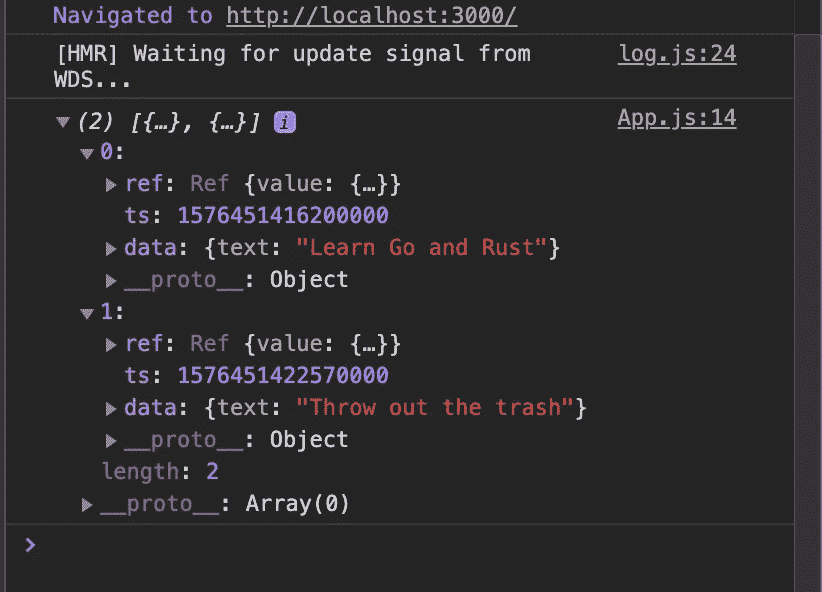 Navigated to http://localhost:3000/
[HMR] Waiting for update signal from log.js:24
WDS...
▼(2) [{…}, {…}] i App.js:14
▼0:
▶ref: Ref {value: {…}}
ts: 1576451416200000
▶data: {text: "Learn Go and Rust"}
▶__proto__: Object
▼1:
▶ref: Ref {value: {…}}
ts: 1576451422570000
▶data: {text: "Throw out the trash"}
▶__proto__: Object
length: 2
▶__proto__: Array(0)
>